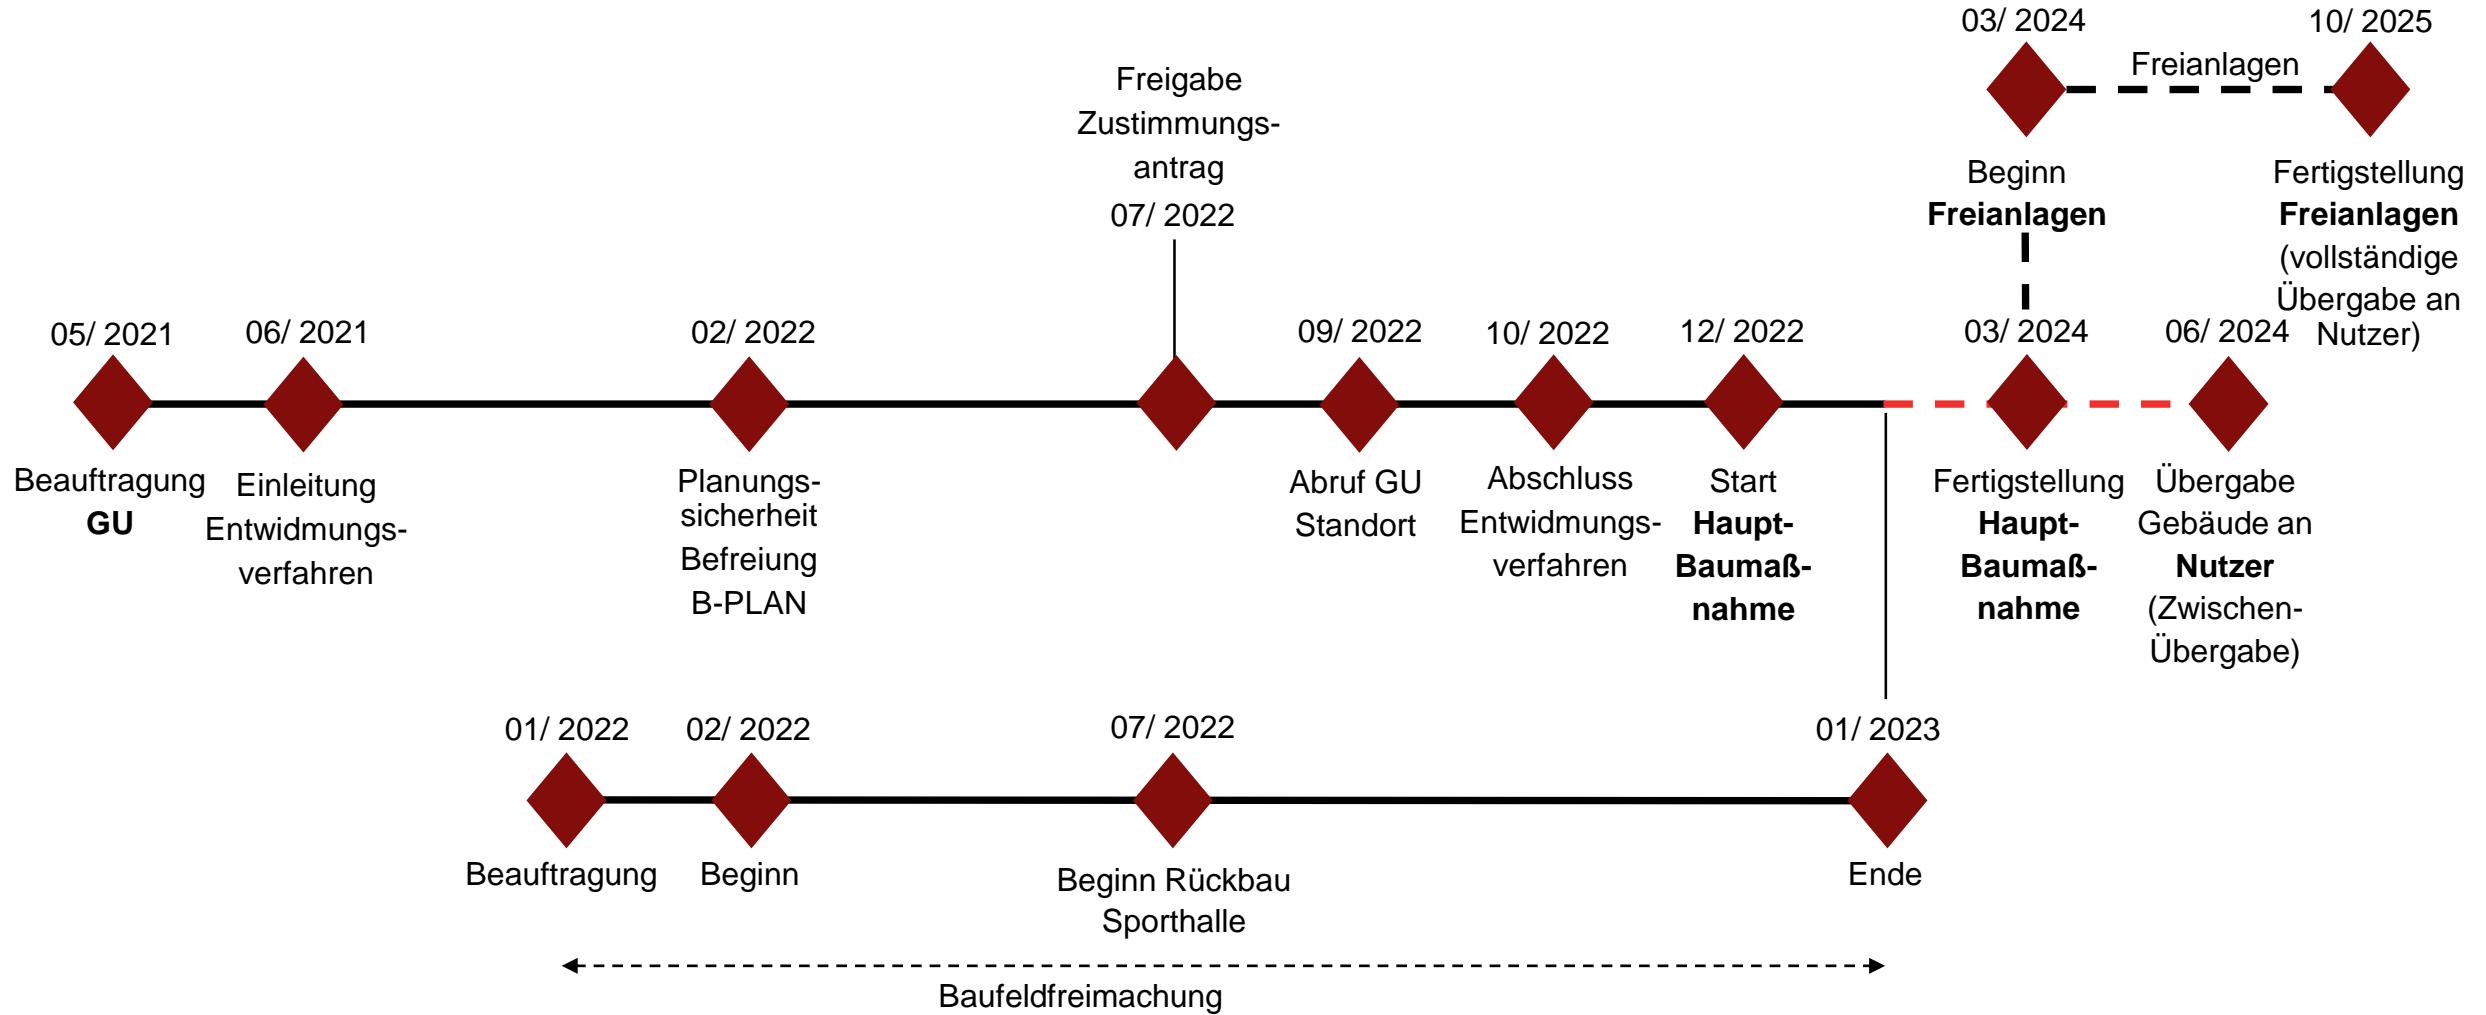 03/ 2024
10/ 2025
Freianlagen
Beginn
Freianlagen
Fertigstellung
Freianlagen
(vollständige
Übergabe an
Nutzer)
Freigabe
Zustimmungs-
antrag
07/ 2022
05/ 2021
Beauftragung
GU
06/ 2021
Einleitung
Entwidmungs-
verfahren
02/ 2022
Planungs-
sicherheit
Befreiung
B-PLAN
09/ 2022
Abruf GU
Standort
10/ 2022
Abschluss
Entwidmungs-
verfahren
12/ 2022
Start
Haupt-
Baumaß-
nahme
03/ 2024
Fertigstellung
Haupt-
Baumaß-
nahme
06/ 2024
Übergabe
Gebäude an
Nutzer
(Zwischen-
Übergabe)
01/ 2022
Beauftragung
02/ 2022
Beginn
07/ 2022
Beginn Rückbau
Sporthalle
01/ 2023
Ende
Baufeldfreimachung